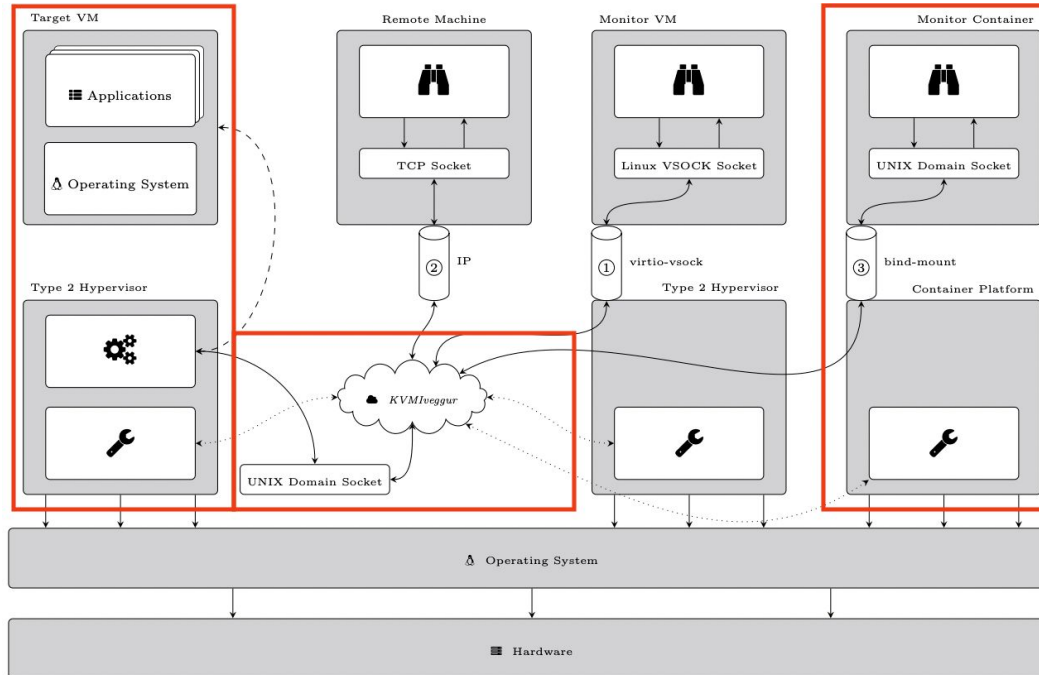 Target VM
Remote Machine
Monitor VM
Monitor Container
Applications
Operating System
TCP Socket
Linux VSOCK Socket
UNIX Domain Socket
2
IP
1
virtio-vsock
3
bind-mount
Type 2 Hypervisor
Type 2 Hypervisor
Container Platform
KVMIveggur
UNIX Domain Socket
Operating System
Hardware